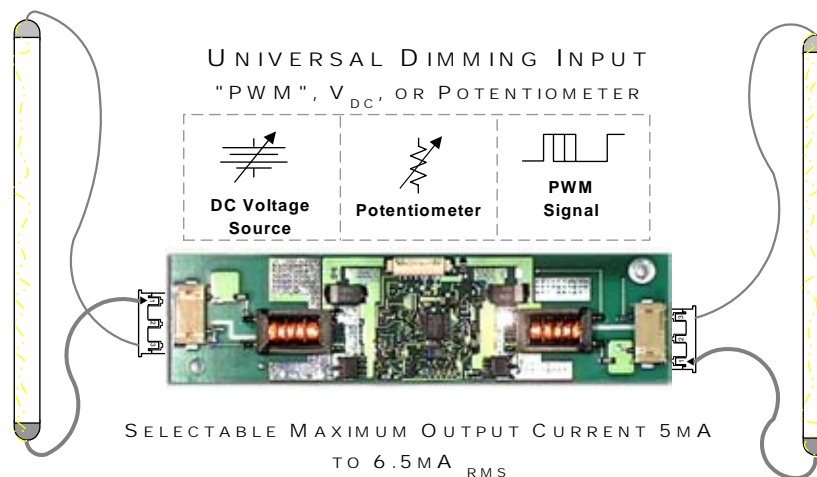 UNIVERSAL DIMMING INPUT
"PWM", VDC, OR POTENTIOMETER
DC Voltage
Source
Potentiometer
PWM
Signal
SELECTABLE MAXIMUM OUTPUT CURRENT 5MA
TO 6.5MA RMS